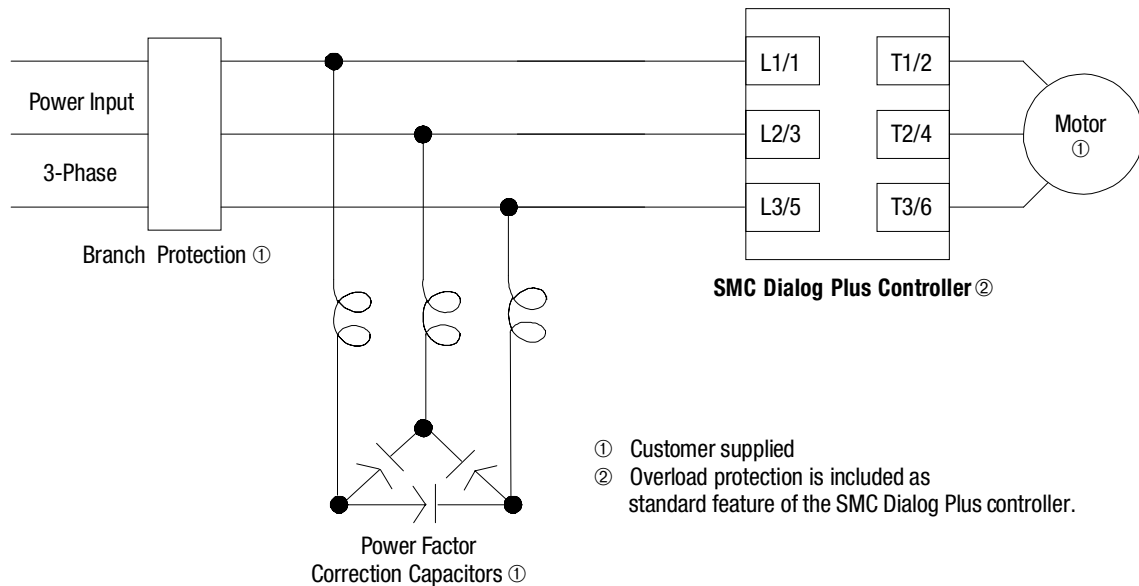 L1/1
T1/2
Power Input
L2/3
T2/4
Motor
①
3-Phase
L3/5
T3/6
Branch Protection ①
SMC Dialog Plus Controller ②
① Customer supplied
② Overload protection is included as
standard feature of the SMC Dialog Plus controller.
Power Factor
Correction Capacitors ①